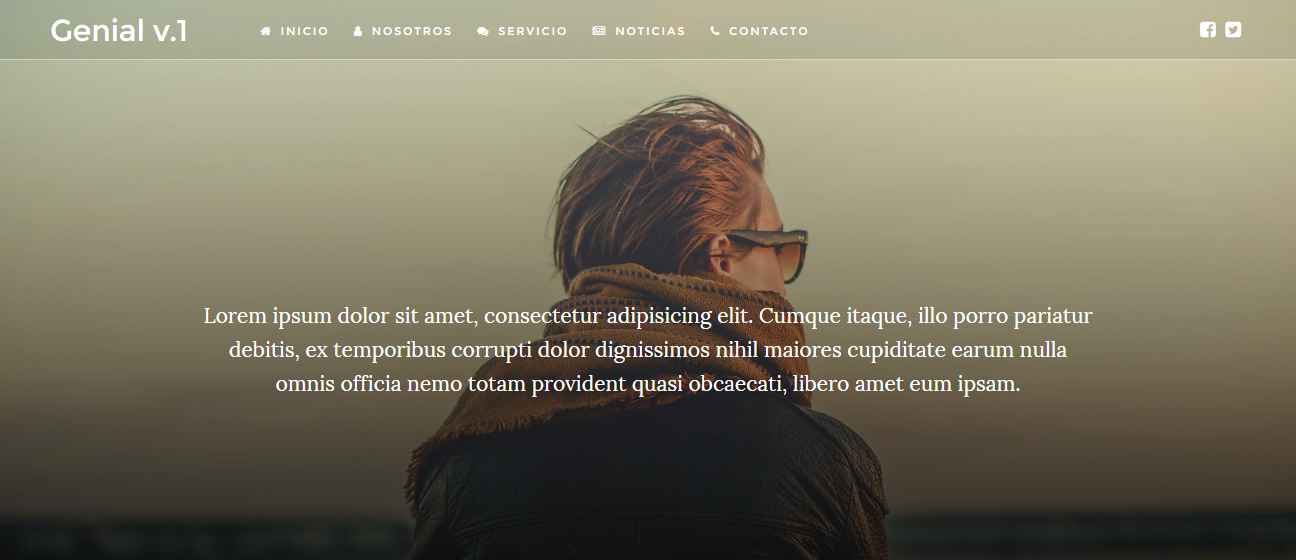 Genial v.1
INICIO
NOSOTROS
SERVICIO
NOTICIAS
CONTACTO
Lorem ipsum dolor sit amet, consectetur adipisicing elit. Cumque itaque, illo porro pariatur
debitis, ex temporibus corrupti dolor dignissimos nihil maiores cupiditate earum nulla
omnis officia nemo totam provident quasi obcaecati, libero amet eum ipsam.